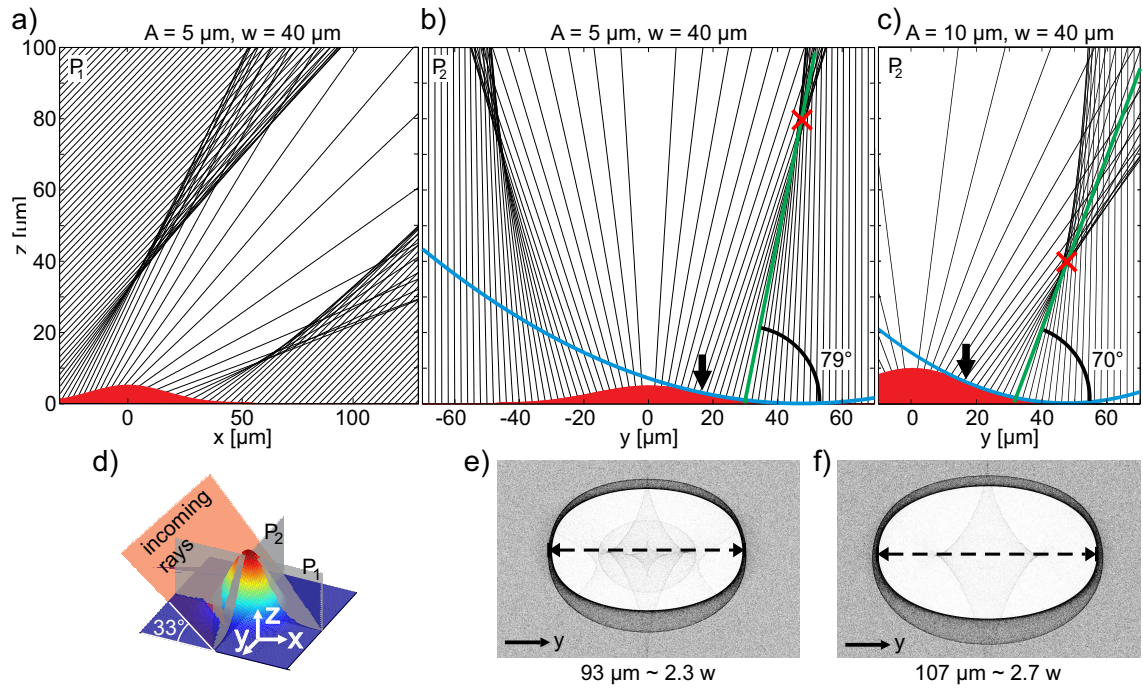 a)
A = 5 µm, w = 40 µm
b)
A = 5 µm, w = 40 µm
c)
A = 10 µm, w = 40 µm
100
80
60
40
20
0
z [µm]
P1
0
50
100
x [µm]
P2
79°
-60
-40
-20
0
20
40
60
y [µm]
P2
70°
0
20
40
60
y [µm]
d)
incoming
rays
P2
P1
33°
z
y
x
e)
y
93 µm ~ 2.3 w
f)
y
107 µm ~ 2.7 w